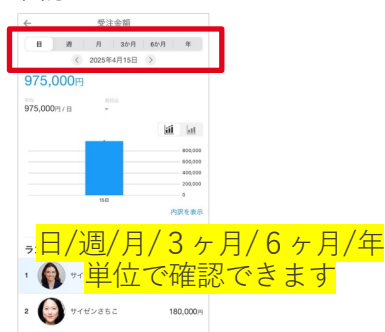 ← 受注金額
日 週 月 3か月 6か月 年
< 2025年4月15日 >
975,000円
975,000円 / 日 -
800,000
600,000
400,000
200,000
0
15日
内訳を表示
ラ
日/週/月/３ヶ月/６ヶ月/年
単位で確認できます
1 サイ
2 サイゼンさちこ 180,000円